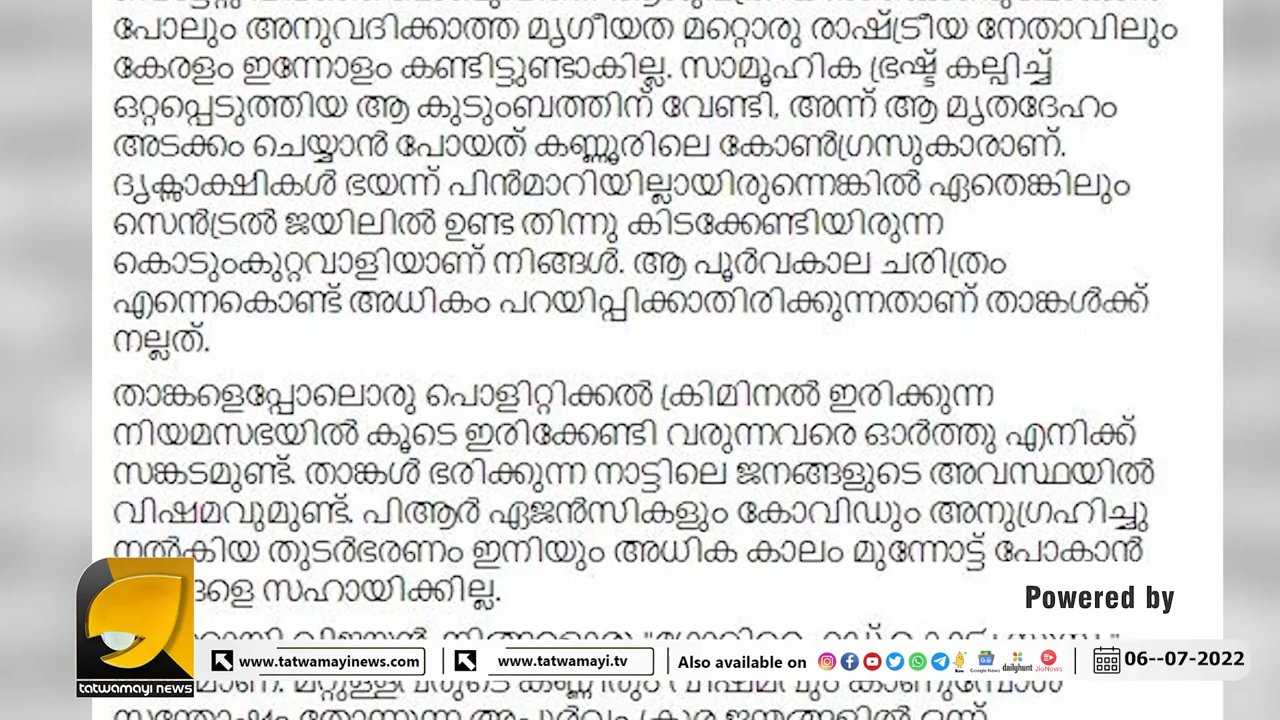 പോലും അനുവദിക്കാത്ത മൃഗീയത മറ്റൊരു രാഷ്ട്രീയ നേതാവിലും
കേരളം ഇന്നോളം കണ്ടിട്ടുണ്ടാകില്ല. സാമൂഹിക ഭ്രഷ്ട് കല്പിച്ച്
ഒറ്റപ്പെടുത്തിയ ആ കുടുംബത്തിന് വേണ്ടി, അന്ന് ആ മൃതദേഹം
അടക്കം ചെയ്യാൻ പോയത് കണ്ണൂരിലെ കോൺഗ്രസുകാരാണ്.
ദൃക്സാക്ഷികൾ ഭയന്ന് പിൻമാറിയില്ലായിരുന്നെങ്കിൽ ഏതെങ്കിലും
സെൻട്രൽ ജയിലിൽ ഉണ്ട തിന്നു കിടക്കേണ്ടിയിരുന്ന
കൊടുംകുറ്റവാളിയാണ് നിങ്ങൾ. ആ പൂർവകാല ചരിത്രം
എന്നെകൊണ്ട് അധികം പറയിപ്പിക്കാതിരിക്കുന്നതാണ് താങ്കൾക്ക്
നല്ലത്.
താങ്കളെപ്പോലൊരു പൊളിറ്റിക്കൽ ക്രിമിനൽ ഇരിക്കുന്ന
നിയമസഭയിൽ കൂടെ ഇരിക്കേണ്ടി വരുന്നവരെ ഓർത്തു എനിക്ക്
സങ്കടമുണ്ട്. താങ്കൾ ഭരിക്കുന്ന നാട്ടിലെ ജനങ്ങളുടെ അവസ്ഥയിൽ
വിഷമവുമുണ്ട്. പിആർ ഏജൻസികളും കോവിഡും അനുഗ്രഹിച്ചു
നൽകിയ തുടർഭരണം ഇനിയും അധിക കാലം മുന്നോട്ട് പോകാൻ
സഹായിക്കില്ല.
Powered by
www.tatwamayinews.com
www.tatwamayi.tv
Also available on
Google News
dailyhunt
JioNews
06--07-2022
tatwamayi news